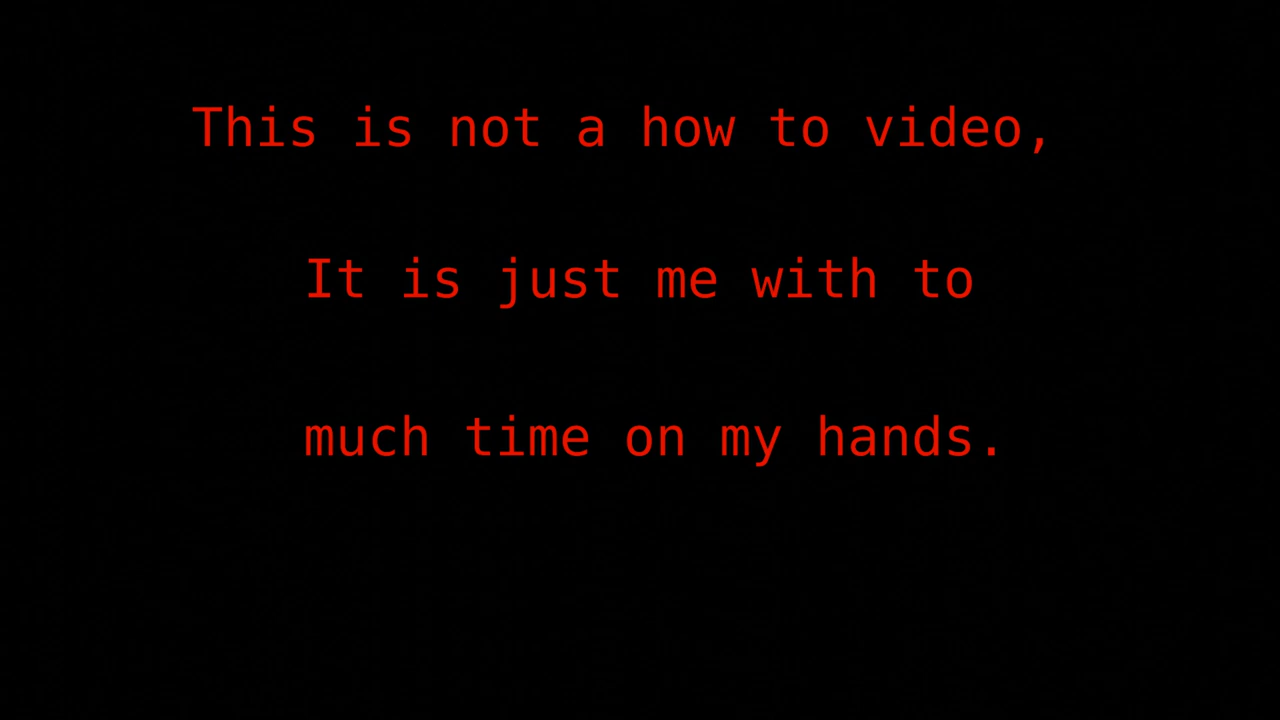 This is not a how to video,
It is just me with to
much time on my hands.